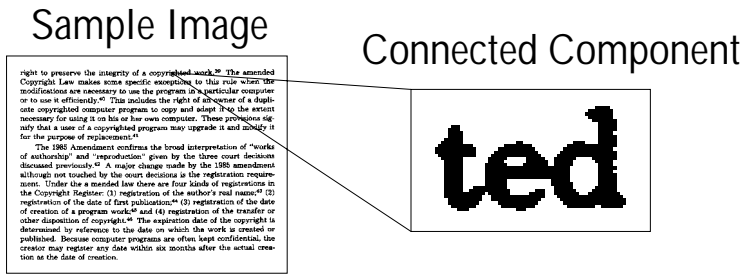 Sample Image
Connected Component
right to preserve the integrity of a copyrighted work.39 The amended
Copyright Law makes some specific exceptions to this rule when the
modifications are necessary to use the program in a particular computer
or to use it efficiently.40 This includes the right of an owner of a dupli-
cate copyrighted computer program to copy and adapt it to the extent
necessary for using it on his or her own computer. These provisions sig-
nify that a user of a copyrighted program may upgrade it and modify it
for the purpose of replacement.41
The 1985 Amendment confirms the broad interpretation of "works
of authorship" and "reproduction" given by the three court decisions
discussed previously.42 A major change made by the 1985 amendment
although not touched by the court decisions is the registration require-
ment. Under the a mended law there are four kinds of registrations in
the Copyright Register: (1) registration of the author's real name;43 (2)
registration of the date of first publication;44 (3) registration of the date
of creation of a program work;45 and (4) registration of the transfer or
other disposition of copyright.46 The expiration date of the copyright is
determined by reference to the date on which the work is created or
published. Because computer programs are often kept confidential, the
creator may register any date within six months after the actual crea-
tion as the date of creation.
ted